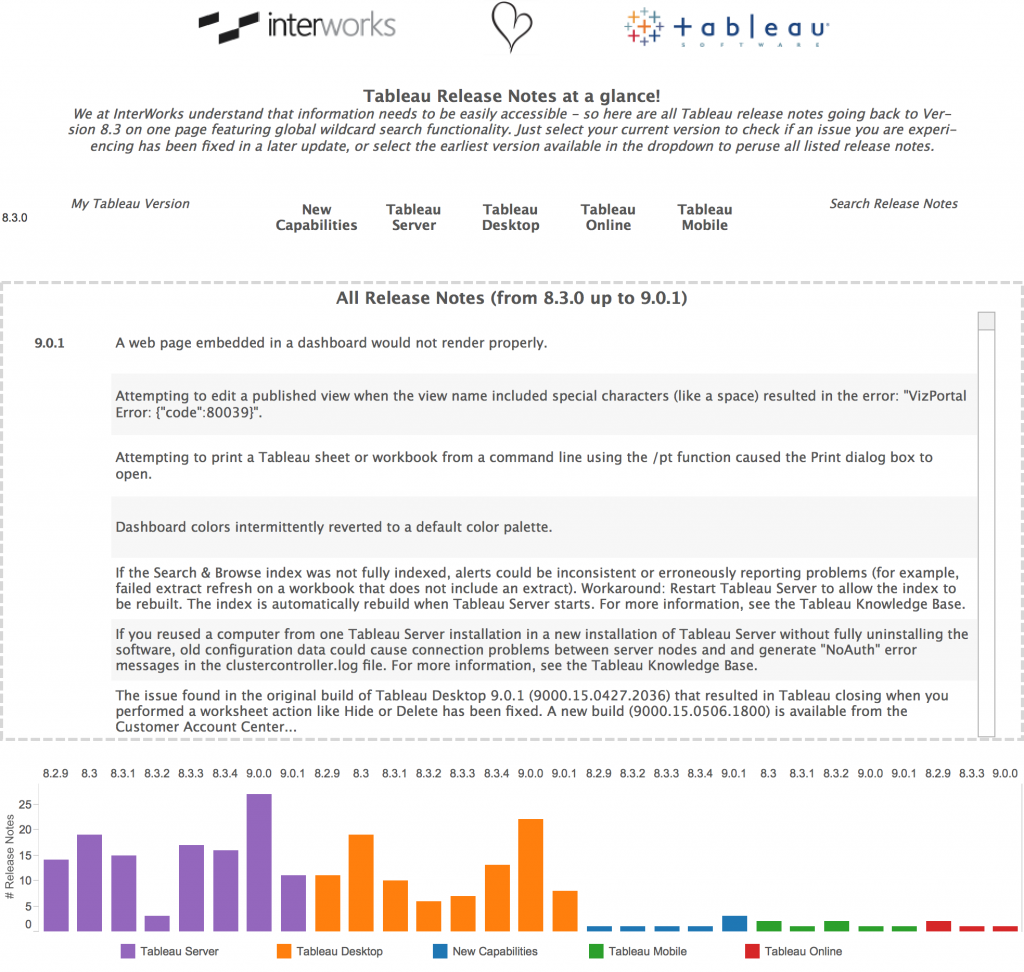 interworks
+ a b l e a u
S O F T W A R E
Tableau Release Notes at a glance!
We at InterWorks understand that information needs to be easily accessible – so here are all Tableau release notes going back to Ver-
sion 8.3 on one page featuring global wildcard search functionality. Just select your current version to check if an issue you are experi-
encing has been fixed in a later update, or select the earliest version available in the dropdown to peruse all listed release notes.
My Tableau Version
8.3.0
New
Capabilities
Tableau
Server
Tableau
Desktop
Tableau
Online
Tableau
Mobile
Search Release Notes
All Release Notes (from 8.3.0 up to 9.0.1)
9.0.1
A web page embedded in a dashboard would not render properly.
Attempting to edit a published view when the view name included special characters (like a space) resulted in the error: "VizPortal
Error: {"code":80039}".
Attempting to print a Tableau sheet or workbook from a command line using the /pt function caused the Print dialog box to
open.
Dashboard colors intermittently reverted to a default color palette.
If the Search & Browse index was not fully indexed, alerts could be inconsistent or erroneously reporting problems (for example,
failed extract refresh on a workbook that does not include an extract). Workaround: Restart Tableau Server to allow the index to
be rebuilt. The index is automatically rebuild when Tableau Server starts. For more information, see the Tableau Knowledge Base.
If you reused a computer from one Tableau Server installation in a new installation of Tableau Server without fully uninstalling the
software, old configuration data could cause connection problems between server nodes and and generate "NoAuth" error
messages in the clustercontroller.log file. For more information, see the Tableau Knowledge Base.
The issue found in the original build of Tableau Desktop 9.0.1 (9000.15.0427.2036) that resulted in Tableau closing when you
performed a worksheet action like Hide or Delete has been fixed. A new build (9000.15.0506.1800) is available from the
Customer Account Center...
8.2.9 8.3 8.3.1 8.3.2 8.3.3 8.3.4 9.0.0 9.0.1 8.2.9 8.3 8.3.1 8.3.2 8.3.3 8.3.4 9.0.0 9.0.1 8.2.9 8.3.2 8.3.3 8.3.4 9.0.1 8.3 8.3.1 8.3.2 9.0.0 9.0.1 8.2.9 8.3.3 9.0.0
# Release Notes
25
20
15
10
5
0
Tableau Server
Tableau Desktop
New Capabilities
Tableau Mobile
Tableau Online